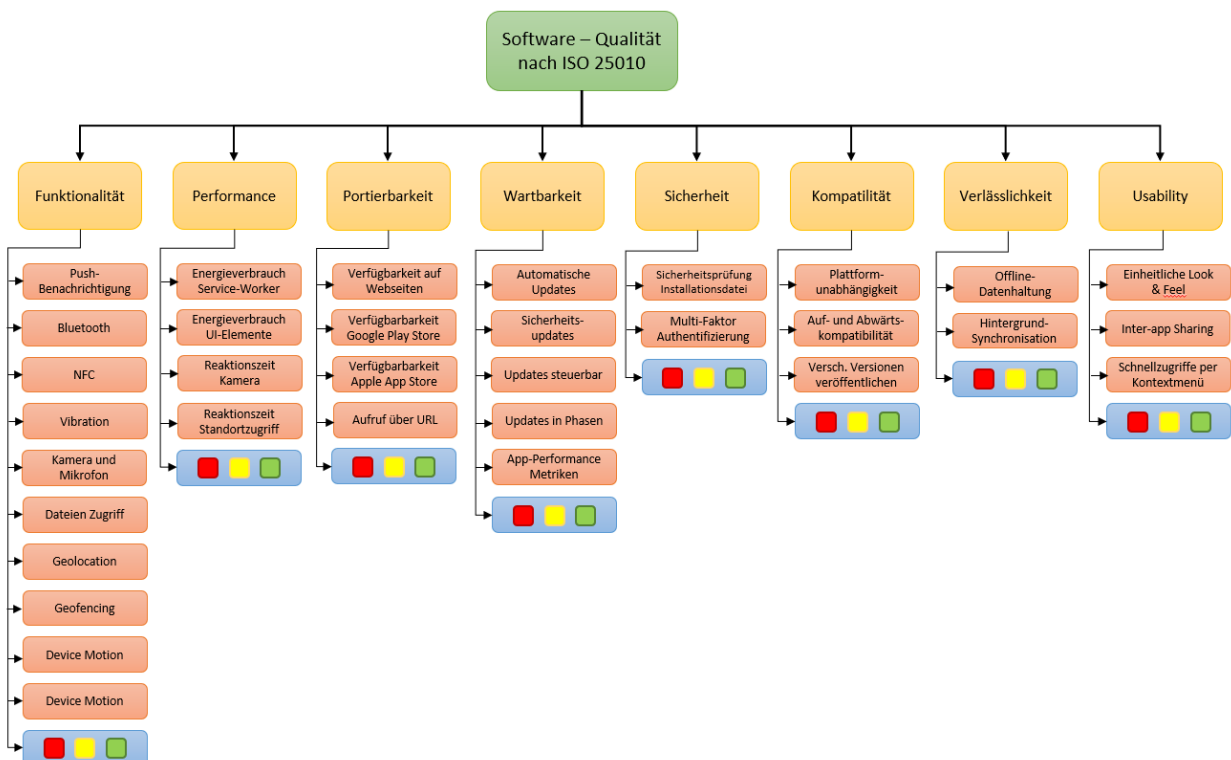 Software – Qualität
nach ISO 25010
Funktionalität
Performance
Portierbarkeit
Wartbarkeit
Sicherheit
Kompatilität
Verlässlichkeit
Usability
Push-
Benachrichtigung
Bluetooth
NFC
Vibration
Kamera und
Mikrofon
Dateien Zugriff
Geolocation
Geofencing
Device Motion
Device Motion
Energieverbrauch
Service-Worker
Energieverbrauch
UI-Elemente
Reaktionszeit
Kamera
Reaktionszeit
Standortzugriff
Verfügbarkeit auf
Webseiten
Verfügbarbarkeit
Google Play Store
Verfügbarbarkeit
Apple App Store
Aufruf über URL
Automatische
Updates
Sicherheits-
updates
Updates steuerbar
Updates in Phasen
App-Performance
Metriken
Sicherheitsprüfung
Installationsdatei
Multi-Faktor
Authentifizierung
Plattform-
unabhängigkeit
Auf- und Abwärts-
kompatibilität
Versch. Versionen
veröffentlichen
Offline-
Datenhaltung
Hintergrund-
Synchronisation
Einheitliche Look
& Feel
Inter-app Sharing
Schnellzugriffe per
Kontextmenü